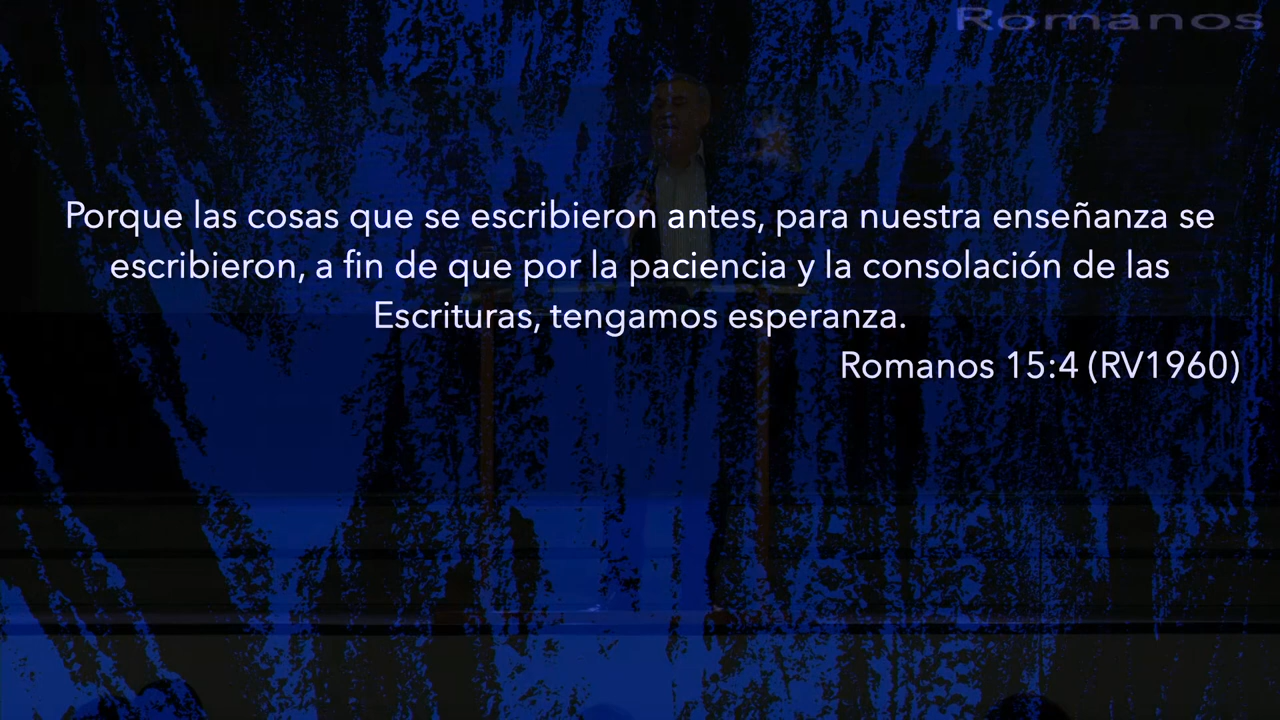 Romanos
Porque las cosas que se escribieron antes, para nuestra enseñanza se
escribieron, a fin de que por la paciencia y la consolación de las
Escrituras, tengamos esperanza.
Romanos 15:4 (RV1960)